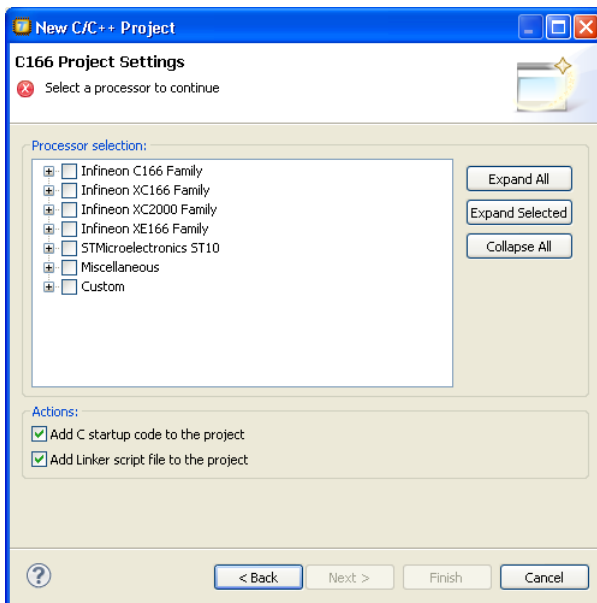 New C/C++ Project
C166 Project Settings
Select a processor to continue
Processor selection:
Infineon C166 Family
Infineon XC166 Family
Infineon XC2000 Family
Infineon XE166 Family
STMicroelectronics ST10
Miscellaneous
Custom
Expand All
Expand Selected
Collapse All
Actions:
Add C startup code to the project
Add Linker script file to the project
? < Back Next > Finish Cancel